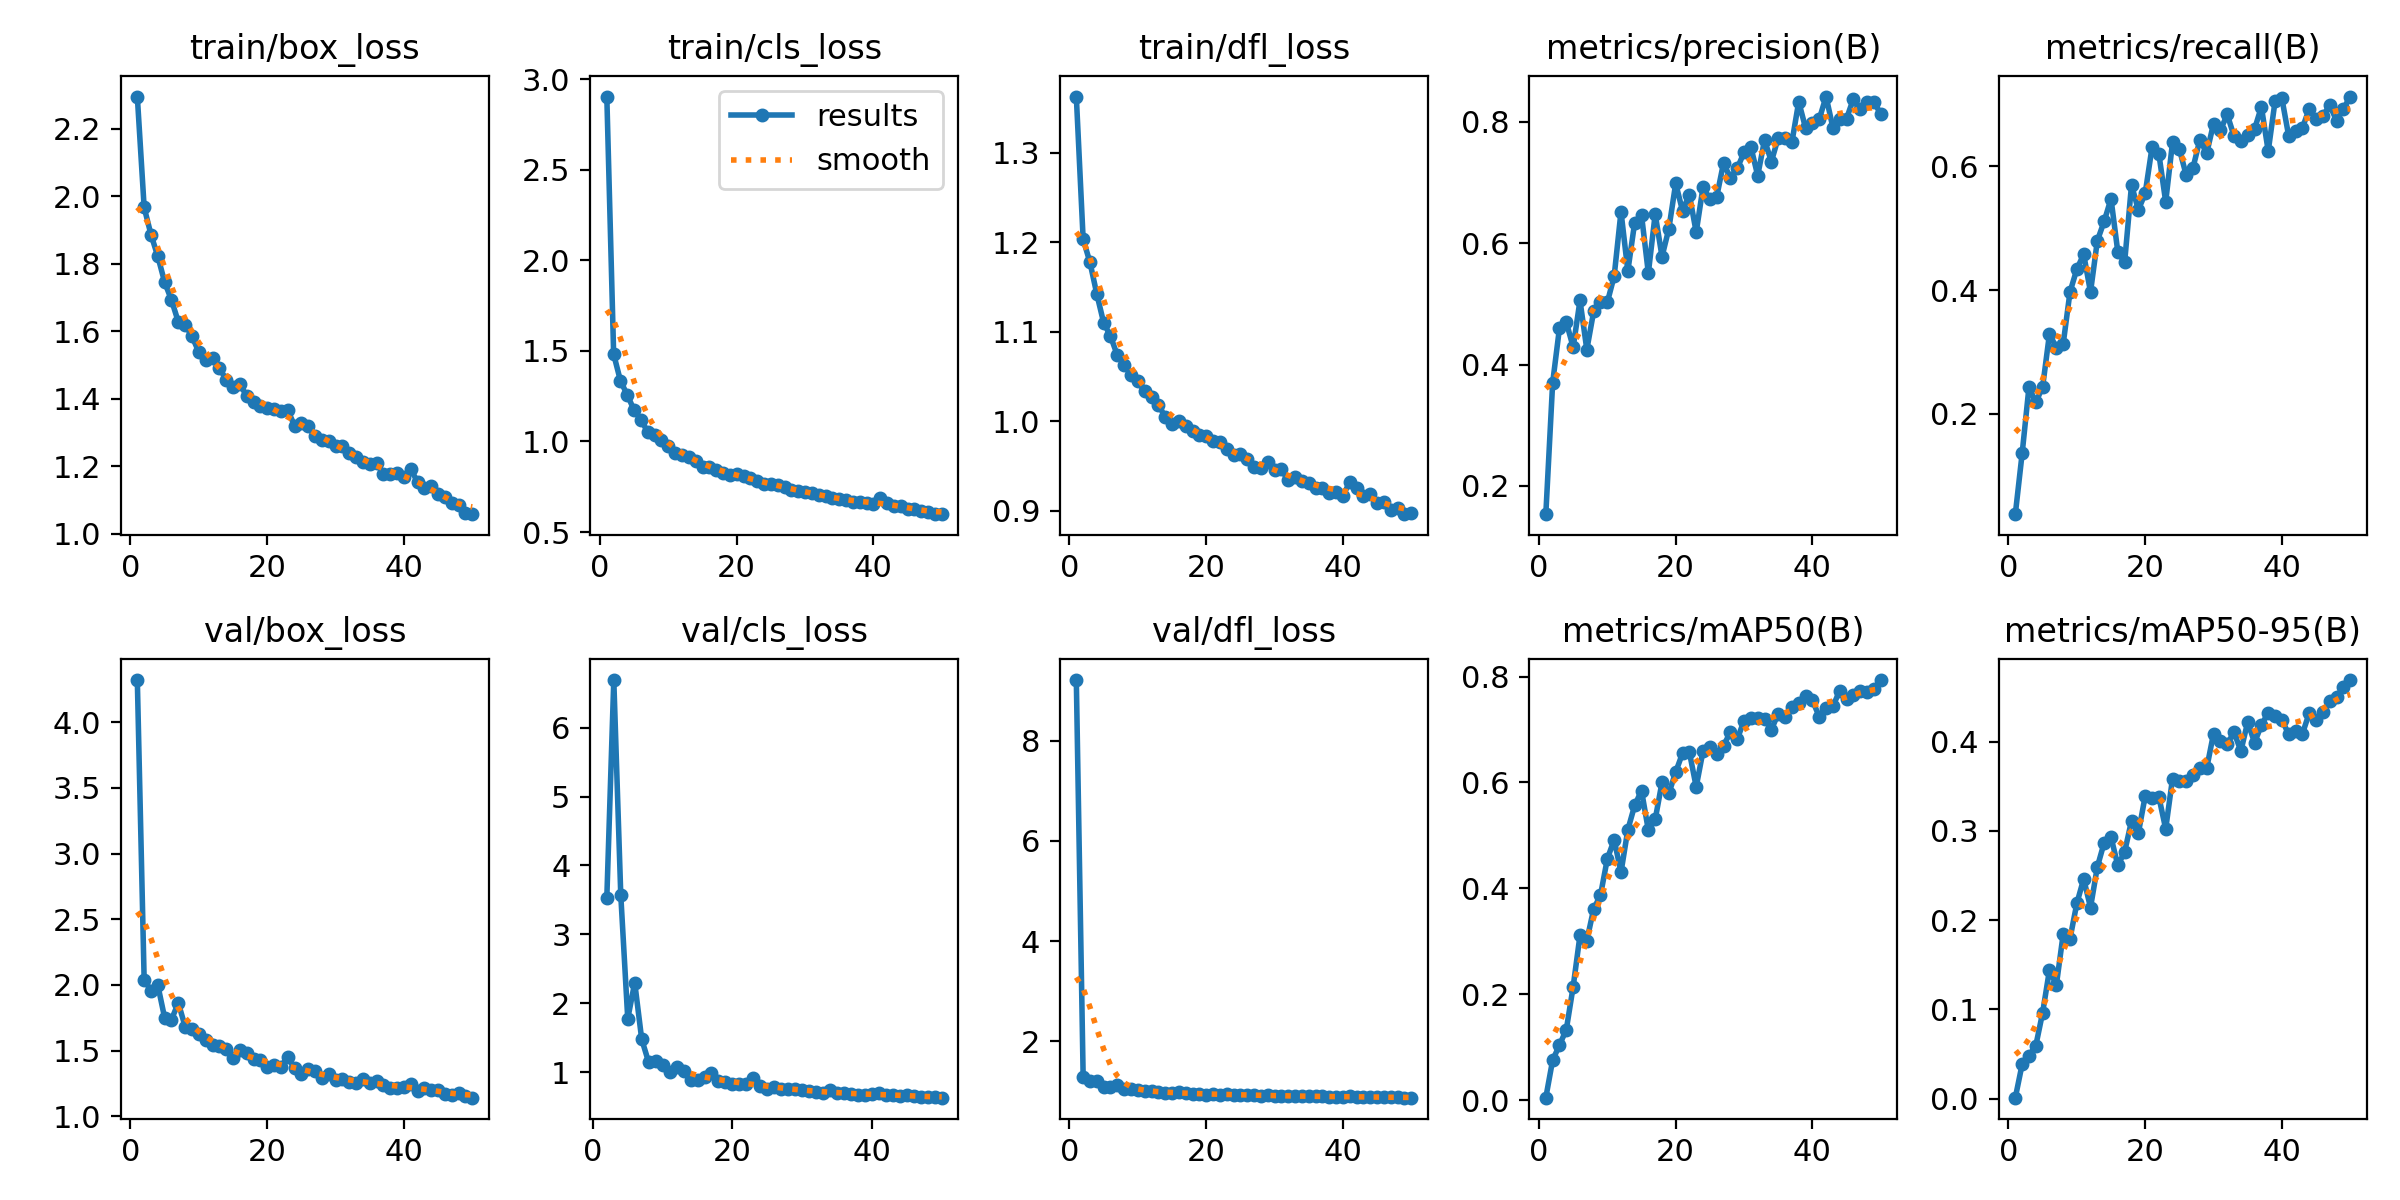 train/box_loss
2.2
2.0
1.8
1.6
1.4
1.2
1.0
0 20 40
train/cls_loss
results
smooth
3.0
2.5
2.0
1.5
1.0
0.5
0 20 40
train/dfl_loss
1.3
1.2
1.1
1.0
0.9
0 20 40
metrics/precision(B)
0.8
0.6
0.4
0.2
0 20 40
metrics/recall(B)
0.6
0.4
0.2
0 20 40
val/box_loss
4.0
3.5
3.0
2.5
2.0
1.5
1.0
0 20 40
val/cls_loss
6
5
4
3
2
1
0 20 40
val/dfl_loss
8
6
4
2
0 20 40
metrics/mAP50(B)
0.8
0.6
0.4
0.2
0.0
0 20 40
metrics/mAP50-95(B)
0.4
0.3
0.2
0.1
0.0
0 20 40